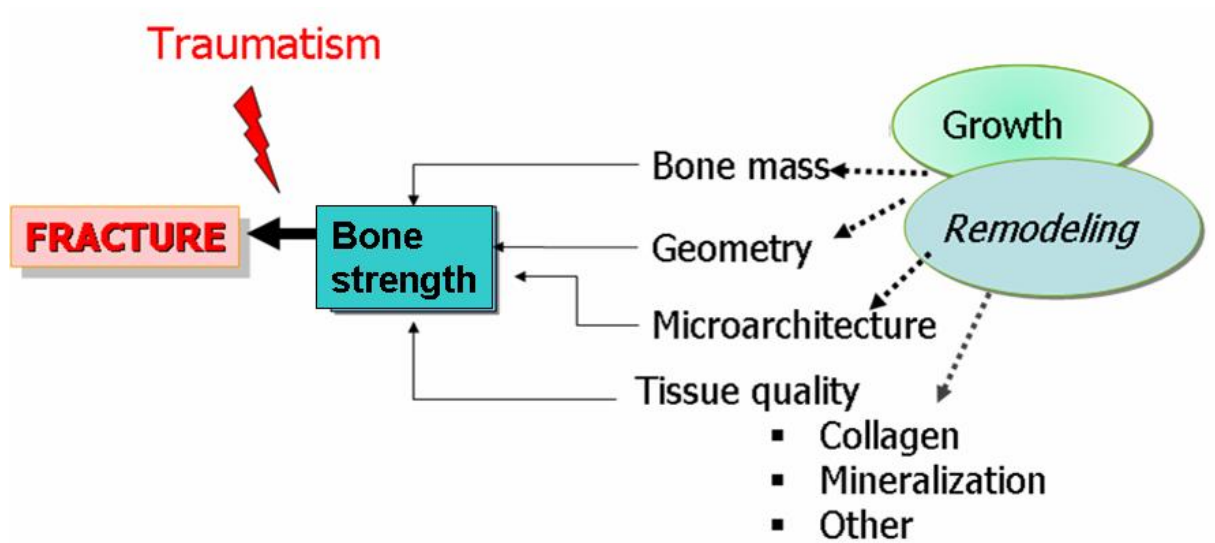 Traumatism
Growth
Bone mass
Remodeling
FRACTURE
Bone
strength
Geometry
Microarchitecture
Tissue quality
▪ Collagen
▪ Mineralization
▪ Other